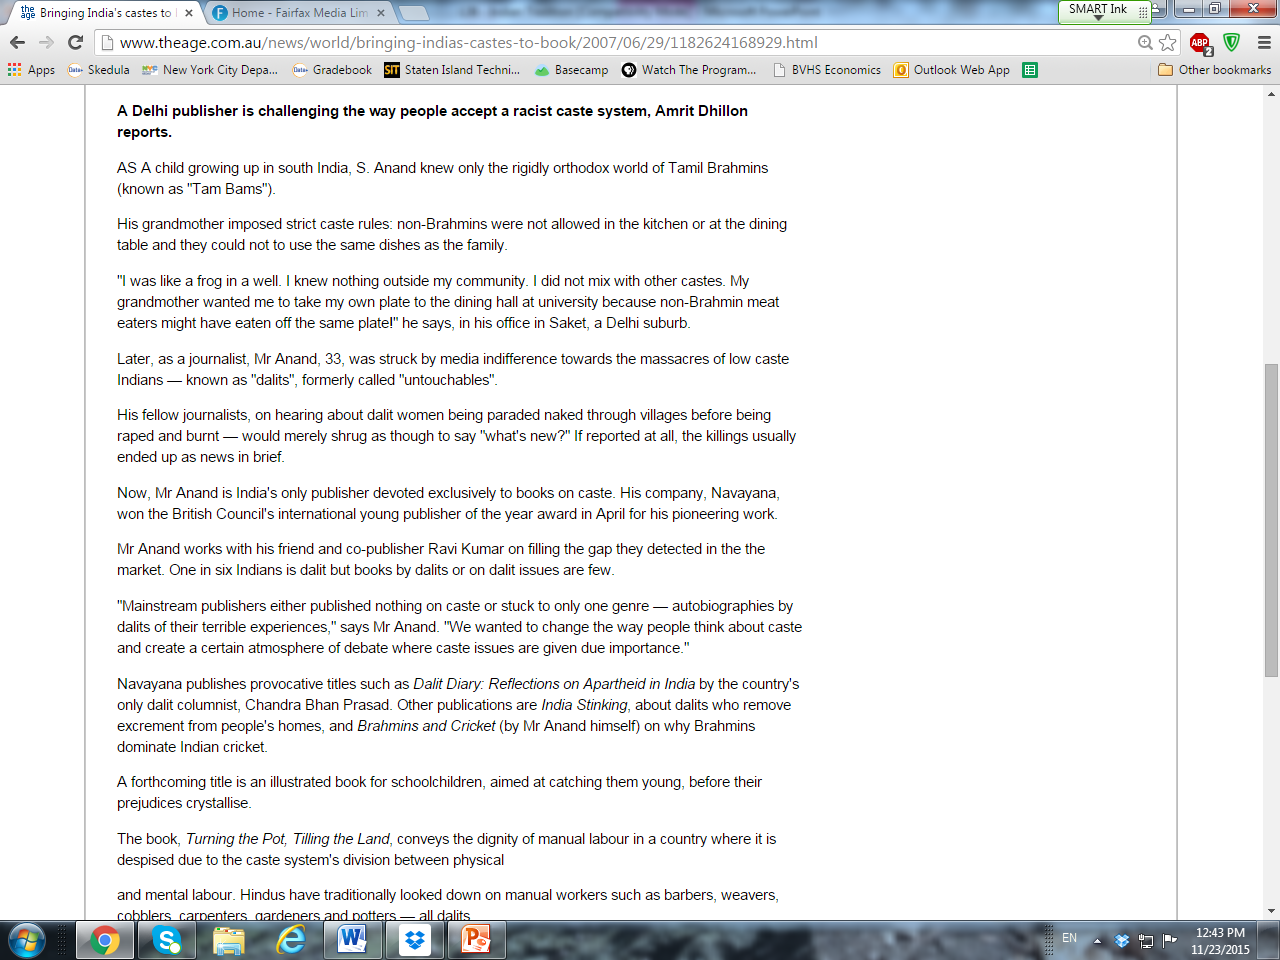 Bringing India's castes to
Home - Fairfax Media Lim
SMART Ink
www.theage.com.au/news/world/bringing-indias-castes-to-book/2007/06/29/1182624168929.html
ABP
2
Apps
Skedula
New York City Depa...
Gradebook
SIT
Staten Island Techni...
Basecamp
Watch The Program...
BVHS Economics
Outlook Web App
Other bookmarks
A Delhi publisher is challenging the way people accept a racist caste system, Amrit Dhillon
reports.
AS A child growing up in south India, S. Anand knew only the rigidly orthodox world of Tamil Brahmins
(known as "Tam Bams").
His grandmother imposed strict caste rules: non-Brahmins were not allowed in the kitchen or at the dining
table and they could not to use the same dishes as the family.
"I was like a frog in a well. I knew nothing outside my community. I did not mix with other castes. My
grandmother wanted me to take my own plate to the dining hall at university because non-Brahmin meat
eaters might have eaten off the same plate!" he says, in his office in Saket, a Delhi suburb.
Later, as a journalist, Mr Anand, 33, was struck by media indifference towards the massacres of low caste
Indians — known as "dalits", formerly called "untouchables".
His fellow journalists, on hearing about dalit women being paraded naked through villages before being
raped and burnt — would merely shrug as though to say "what's new?" If reported at all, the killings usually
ended up as news in brief.
Now, Mr Anand is India's only publisher devoted exclusively to books on caste. His company, Navayana,
won the British Council's international young publisher of the year award in April for his pioneering work.
Mr Anand works with his friend and co-publisher Ravi Kumar on filling the gap they detected in the the
market. One in six Indians is dalit but books by dalits or on dalit issues are few.
"Mainstream publishers either published nothing on caste or stuck to only one genre — autobiographies by
dalits of their terrible experiences," says Mr Anand. "We wanted to change the way people think about caste
and create a certain atmosphere of debate where caste issues are given due importance."
Navayana publishes provocative titles such as Dalit Diary: Reflections on Apartheid in India by the country's
only dalit columnist, Chandra Bhan Prasad. Other publications are India Stinking, about dalits who remove
excrement from people's homes, and Brahmins and Cricket (by Mr Anand himself) on why Brahmins
dominate Indian cricket.
A forthcoming title is an illustrated book for schoolchildren, aimed at catching them young, before their
prejudices crystallise.
The book, Turning the Pot, Tilling the Land, conveys the dignity of manual labour in a country where it is
despised due to the caste system's division between physical
and mental labour. Hindus have traditionally looked down on manual workers such as barbers, weavers,
cobblers, carpenters, gardeners and potters — all dalits
EN
12:43 PM
11/23/2015